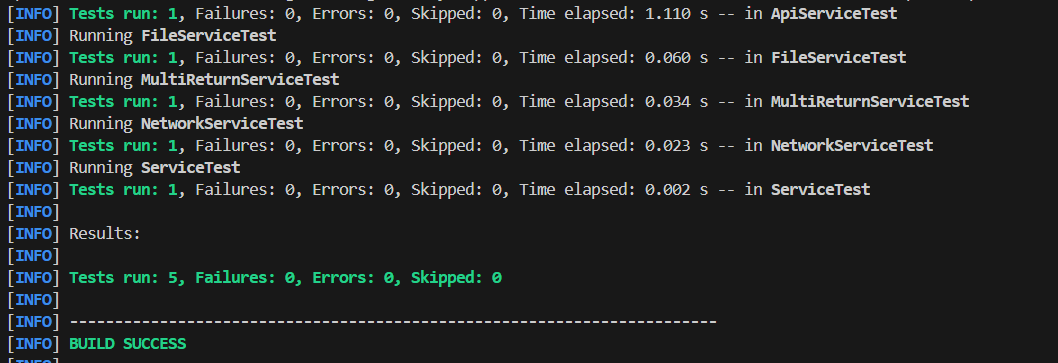 [INFO] Tests run: 1, Failures: 0, Errors: 0, Skipped: 0, Time elapsed: 1.110 s -- in ApiServiceTest
[INFO] Running FileServiceTest
[INFO] Tests run: 1, Failures: 0, Errors: 0, Skipped: 0, Time elapsed: 0.060 s -- in FileServiceTest
[INFO] Running MultiReturnServiceTest
[INFO] Tests run: 1, Failures: 0, Errors: 0, Skipped: 0, Time elapsed: 0.034 s -- in MultiReturnServiceTest
[INFO] Running NetworkServiceTest
[INFO] Tests run: 1, Failures: 0, Errors: 0, Skipped: 0, Time elapsed: 0.023 s -- in NetworkServiceTest
[INFO] Running ServiceTest
[INFO] Tests run: 1, Failures: 0, Errors: 0, Skipped: 0, Time elapsed: 0.002 s -- in ServiceTest
[INFO]
[INFO] Results:
[INFO]
[INFO] Tests run: 5, Failures: 0, Errors: 0, Skipped: 0
[INFO]
[INFO] ------------------------------------------------------------------------
[INFO] BUILD SUCCESS